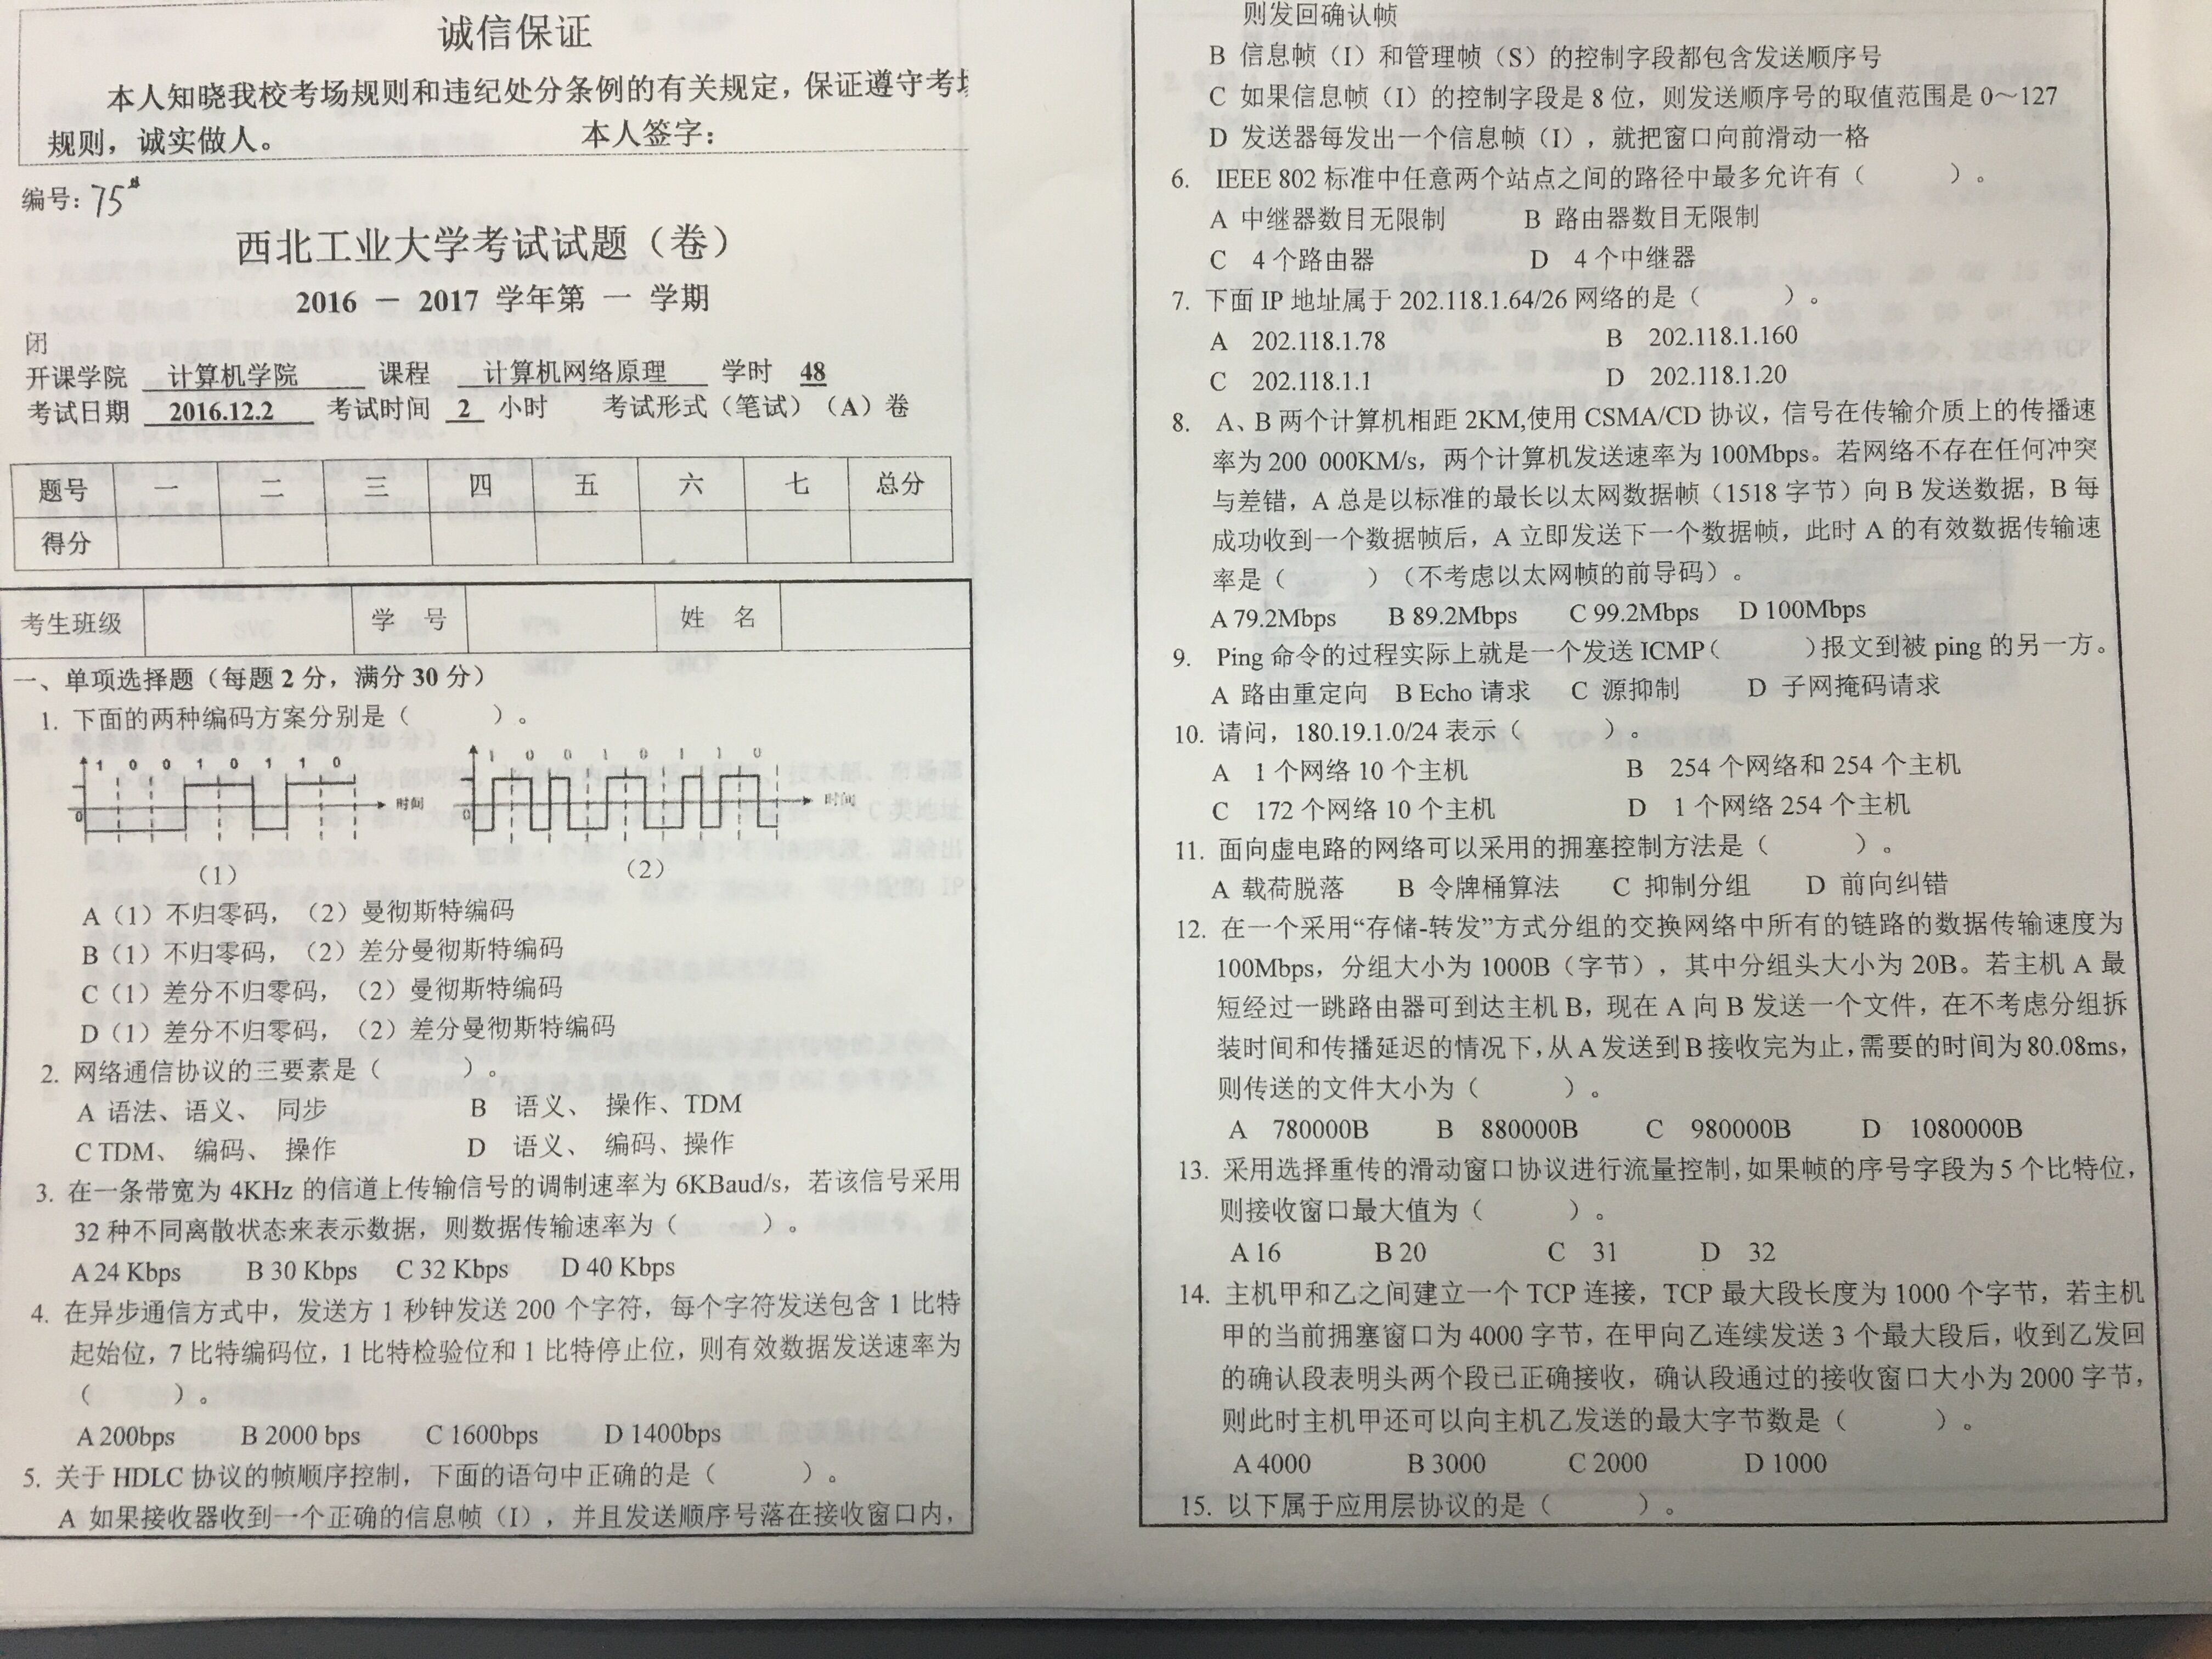 诚信保证
本人知晓我校考场规则和违纪处分条例的有关规定，保证遵守考场
规则，诚实做人。 本人签字：
编号：75#
西北工业大学考试试题（卷）
2016 － 2017 学年第 一 学期
闭
开课学院 计算机学院 课程 计算机网络原理 学时 48
考试日期 2016.12.2 考试时间 2 小时 考试形式（笔试）（A）卷
题号 一 二 三 四 五 六 七 总分
得分
考生班级 学 号 姓 名
一、单项选择题（每题 2 分，满分 30 分）
1. 下面的两种编码方案分别是（ ）。
1 0 0 1 0 1 1 0
0 时间
（1）
1 0 0 1 0 1 1 0
0 时间
（2）
A（1）不归零码，（2）曼彻斯特编码
B（1）不归零码，（2）差分曼彻斯特编码
C（1）差分不归零码，（2）曼彻斯特编码
D（1）差分不归零码，（2）差分曼彻斯特编码
2. 网络通信协议的三要素是（ ）。
A 语法、语义、 同步 B 语义、 操作、TDM
C TDM、 编码、 操作 D 语义、 编码、操作
3. 在一条带宽为 4KHz 的信道上传输信号的调制速率为 6KBaud/s，若该信号采用
32 种不同离散状态来表示数据，则数据传输速率为（ ）。
A 24 Kbps B 30 Kbps C 32 Kbps D 40 Kbps
4. 在异步通信方式中，发送方 1 秒钟发送 200 个字符，每个字符发送包含 1 比特
起始位，7 比特编码位，1 比特检验位和 1 比特停止位，则有效数据发送速率为
（ ）。
A 200bps B 2000 bps C 1600bps D 1400bps
5. 关于 HDLC 协议的帧顺序控制，下面的语句中正确的是（ ）。
A 如果接收器收到一个正确的信息帧（I），并且发送顺序号落在接收窗口内，
则发回确认帧
B 信息帧（I）和管理帧（S）的控制字段都包含发送顺序号
C 如果信息帧（I）的控制字段是 8 位，则发送顺序号的取值范围是 0～127
D 发送器每发出一个信息帧（I），就把窗口向前滑动一格
6. IEEE 802 标准中任意两个站点之间的路径中最多允许有（ ）。
A 中继器数目无限制 B 路由器数目无限制
C 4 个路由器 D 4 个中继器
7. 下面 IP 地址属于 202.118.1.64/26 网络的是（ ）。
A 202.118.1.78 B 202.118.1.160
C 202.118.1.1 D 202.118.1.20
8. A、B 两个计算机相距 2KM,使用 CSMA/CD 协议，信号在传输介质上的传播速
率为 200 000KM/s，两个计算机发送速率为 100Mbps。若网络不存在任何冲突
与差错，A 总是以标准的最长以太网数据帧（1518 字节）向 B 发送数据，B 每
成功收到一个数据帧后，A 立即发送下一个数据帧，此时 A 的有效数据传输速
率是（ ）（不考虑以太网帧的前导码）。
A 79.2Mbps B 89.2Mbps C 99.2Mbps D 100Mbps
9. Ping 命令的过程实际上就是一个发送 ICMP（ ）报文到被 ping 的另一方。
A 路由重定向 B Echo 请求 C 源抑制 D 子网掩码请求
10. 请问，180.19.1.0/24 表示（ ）。
A 1 个网络 10 个主机 B 254 个网络和 254 个主机
C 172 个网络 10 个主机 D 1 个网络 254 个主机
11. 面向虚电路的网络可以采用的拥塞控制方法是（ ）。
A 载荷脱落 B 令牌桶算法 C 抑制分组 D 前向纠错
12. 在一个采用“存储-转发”方式分组的交换网络中所有的链路的数据传输速度为
100Mbps，分组大小为 1000B（字节），其中分组头大小为 20B。若主机 A 最
短经过一跳路由器可到达主机 B，现在 A 向 B 发送一个文件，在不考虑分组拆
装时间和传播延迟的情况下，从 A 发送到 B 接收完为止，需要的时间为 80.08ms，
则传送的文件大小为（ ）。
A 780000B B 880000B C 980000B D 1080000B
13. 采用选择重传的滑动窗口协议进行流量控制，如果帧的序号字段为 5 个比特位，
则接收窗口最大值为（ ）。
A 16 B 20 C 31 D 32
14. 主机甲和乙之间建立一个 TCP 连接，TCP 最大段长度为 1000 个字节，若主机
甲的当前拥塞窗口为 4000 字节，在甲向乙连续发送 3 个最大段后，收到乙发回
的确认段表明头两个段已正确接收，确认段通过的接收窗口大小为 2000 字节，
则此时主机甲还可以向主机乙发送的最大字节数是（ ）。
A 4000 B 3000 C 2000 D 1000
15. 以下属于应用层协议的是（ ）。